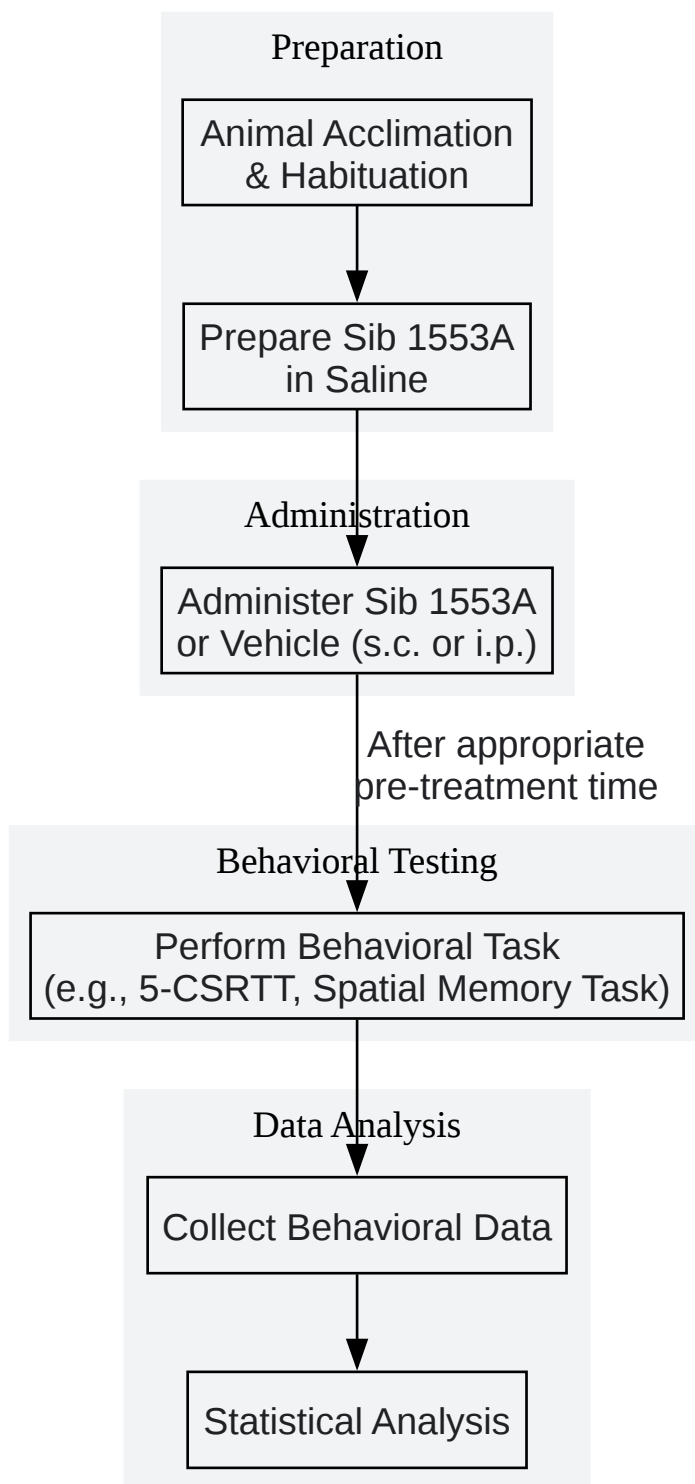 Preparation
Animal Acclimation
& Habituation
Prepare Sib 1553A
in Saline
Administration
Administer Sib 1553A
or Vehicle (s.c. or i.p.)
After appropriate
pre-treatment time
Behavioral Testing
Perform Behavioral Task
(e.g., 5-CSRTT, Spatial Memory Task)
Data Analysis
Collect Behavioral Data
Statistical Analysis